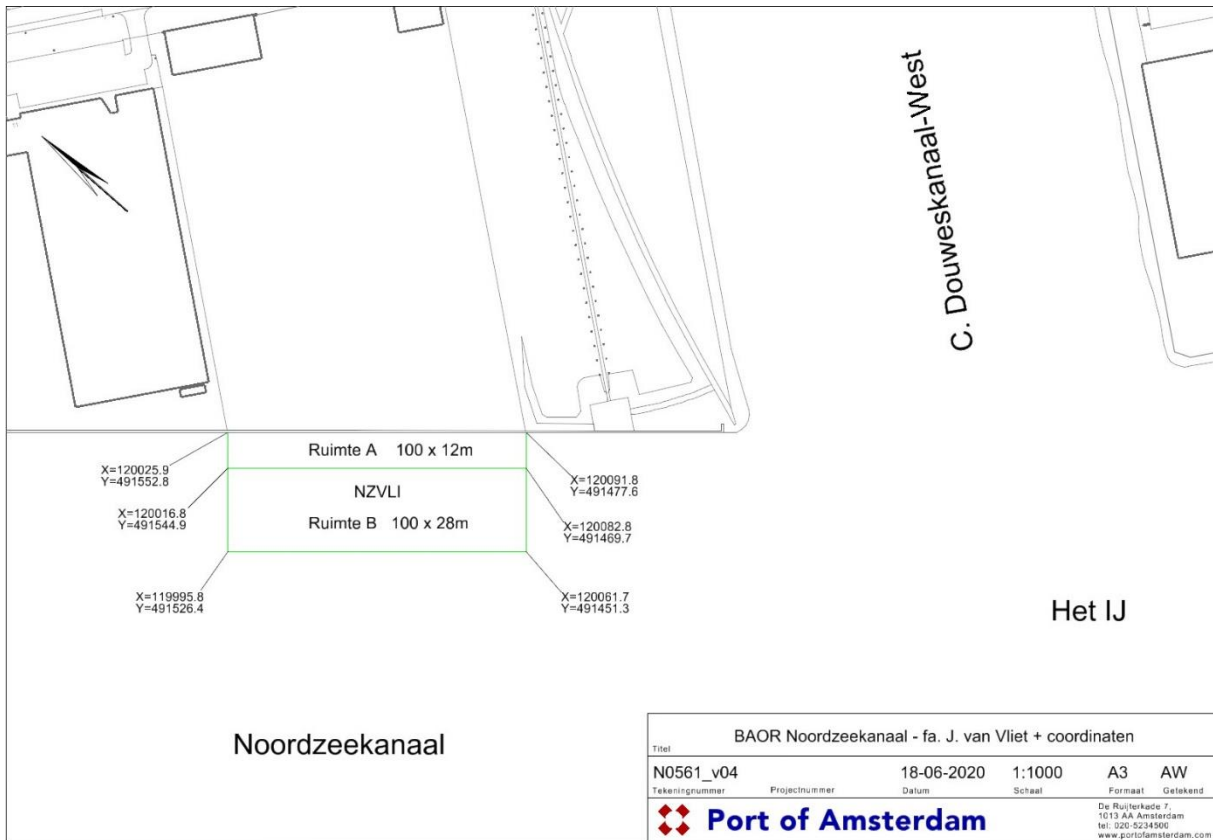 C. Douweskanaal-West
Ruimte A 100 x 12m
X=120025.9
Y=491552.8
X=120091.8
Y=491477.6
NZVLI
X=120016.8
Y=491544.9
Ruimte B 100 x 28m
X=120082.8
Y=491469.7
X=119995.8
Y=491526.4
X=120061.7
Y=491451.3
Het IJ
Noordzeekanaal
Titel
BAOR Noordzeekanaal - fa. J. van Vliet + coordinaten
N0561_v04 18-06-2020 1:1000 A3 AW
Tekeningnummer Projectnummer Datum Schaal Formaat Getekend
Port of Amsterdam
De Ruijterkade 7,
1013 AA Amsterdam
tel: 020-5234500
www.portofamsterdam.com